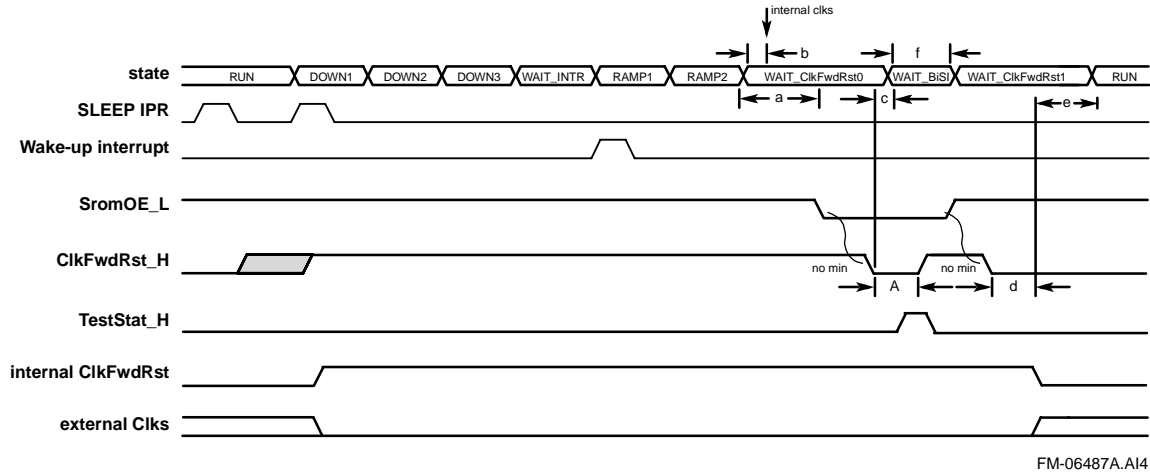 internal clks
b
f
state
RUN
DOWN1
DOWN2
DOWN3
WAIT_INTR
RAMP1
RAMP2
WAIT_ClkFwdRst0
WAIT_BiSI
WAIT_ClkFwdRst1
RUN
a
c
e
SLEEP IPR
Wake-up interrupt
SromOE_L
ClkFwdRst_H
no min
no min
A
d
TestStat_H
internal ClkFwdRst
external Clks
FM-06487A.AI4